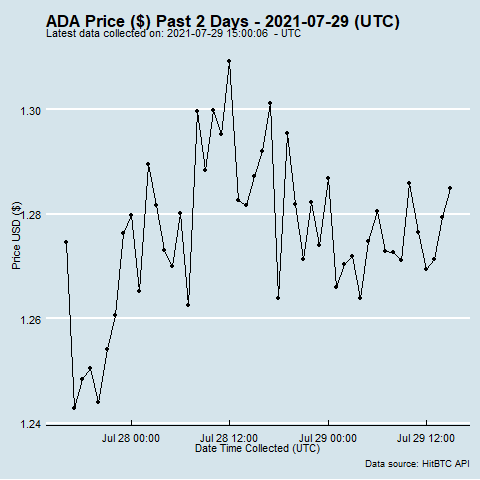 ADA Price ($) Past 2 Days - 2021-07-29 (UTC)
Latest data collected on: 2021-07-29 15:00:06 - UTC
Price USD ($)
1.30
1.28
1.26
1.24
Jul 28 00:00 Jul 28 12:00 Jul 29 00:00 Jul 29 12:00
Date Time Collected (UTC)
Data source: HitBTC API